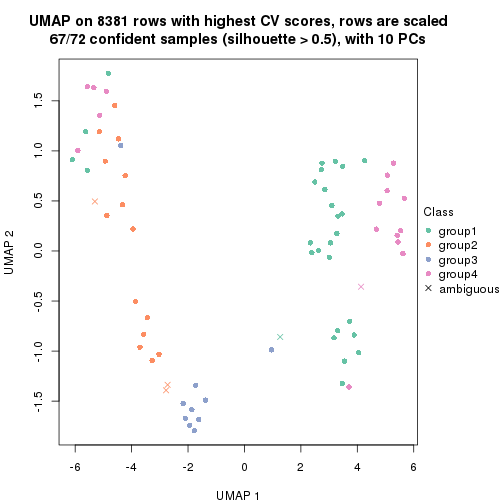 UMAP on 8381 rows with highest CV scores, rows are scaled
67/72 confident samples (silhouette > 0.5), with 10 PCs
1.5
1.0
0.5
0.0
-0.5
-1.0
-1.5
UMAP 2
-6 -4 -2 0 2 4 6
UMAP 1
Class
group1
group2
group3
group4
ambiguous